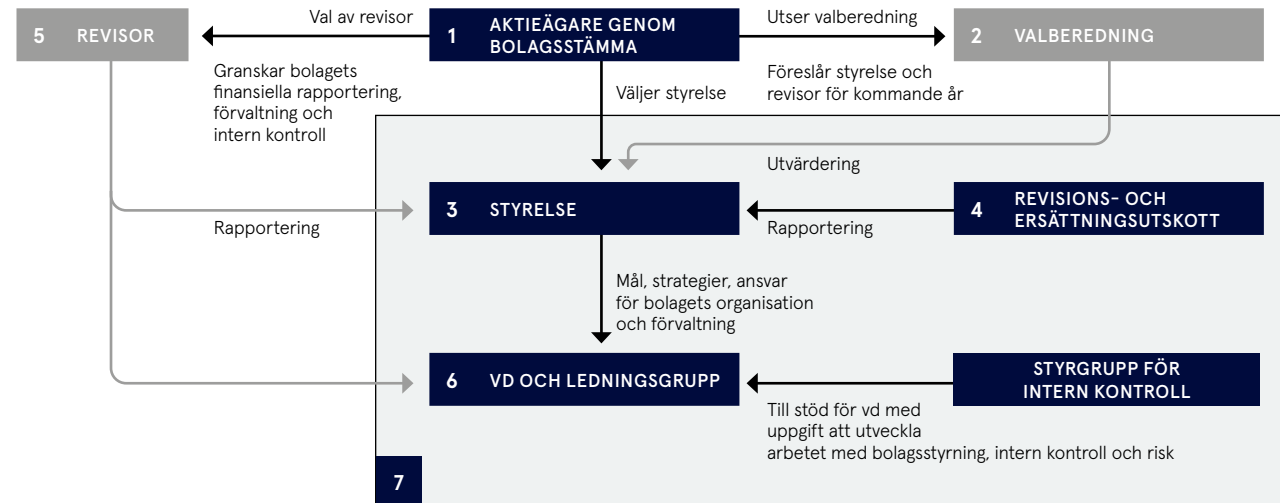 5 REVISOR
Val av revisor
1 AKTIEÄGARE GENOM
BOLAGSSTÄMMA
Utser valberedning
2 VALBEREDNING
Granskar bolagets
finansiella rapportering,
förvaltning och
intern kontroll
Väljer styrelse
Föreslår styrelse och
revisor för kommande år
Utvärdering
3 STYRELSE
4 REVISIONS- OCH
ERSÄTTNINGSUTSKOTT
Rapportering
Rapportering
Mål, strategier, ansvar
för bolagets organisation
och förvaltning
6 VD OCH LEDNINGSGRUPP
STYRGRUPP FÖR
INTERN KONTROLL
Till stöd för vd med
uppgift att utveckla
arbetet med bolagsstyrning, intern kontroll och risk
7